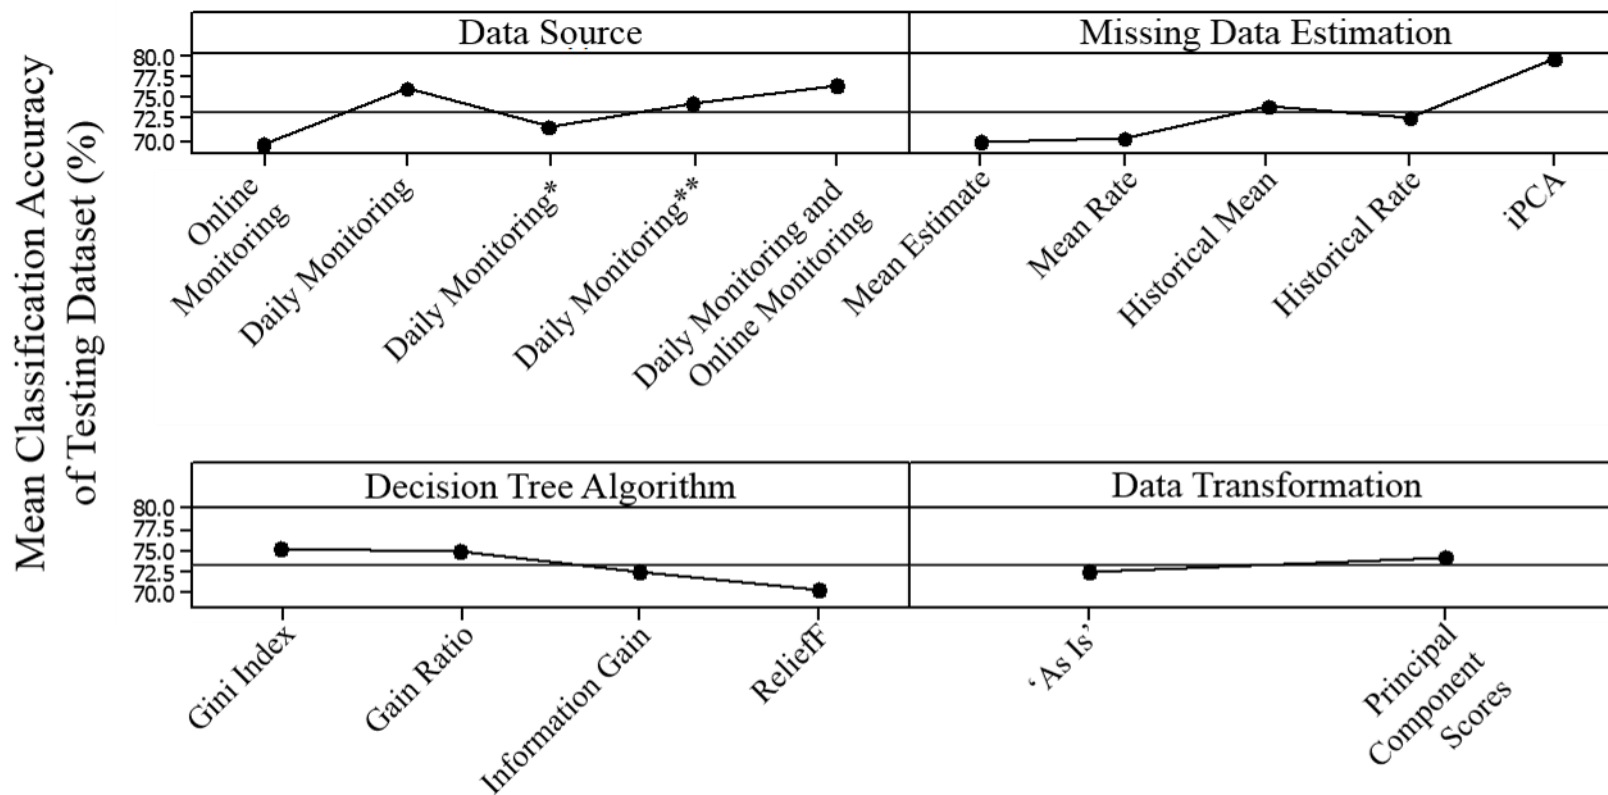 Mean Classification Accuracy
of Testing Dataset (%)
Data Source
Missing Data Estimation
80.0
77.5
75.0
72.5
70.0
Online
Monitoring
Daily Monitoring
Daily Monitoring*
Daily Monitoring**
Daily Monitoring and
Online Monitoring
Mean Estimate
Mean Rate
Historical Mean
Historical Rate
iPCA
Decision Tree Algorithm
Data Transformation
80.0
77.5
75.0
72.5
70.0
Gini Index
Gain Ratio
Information Gain
ReliefF
‘As Is’
Principal
Component
Scores